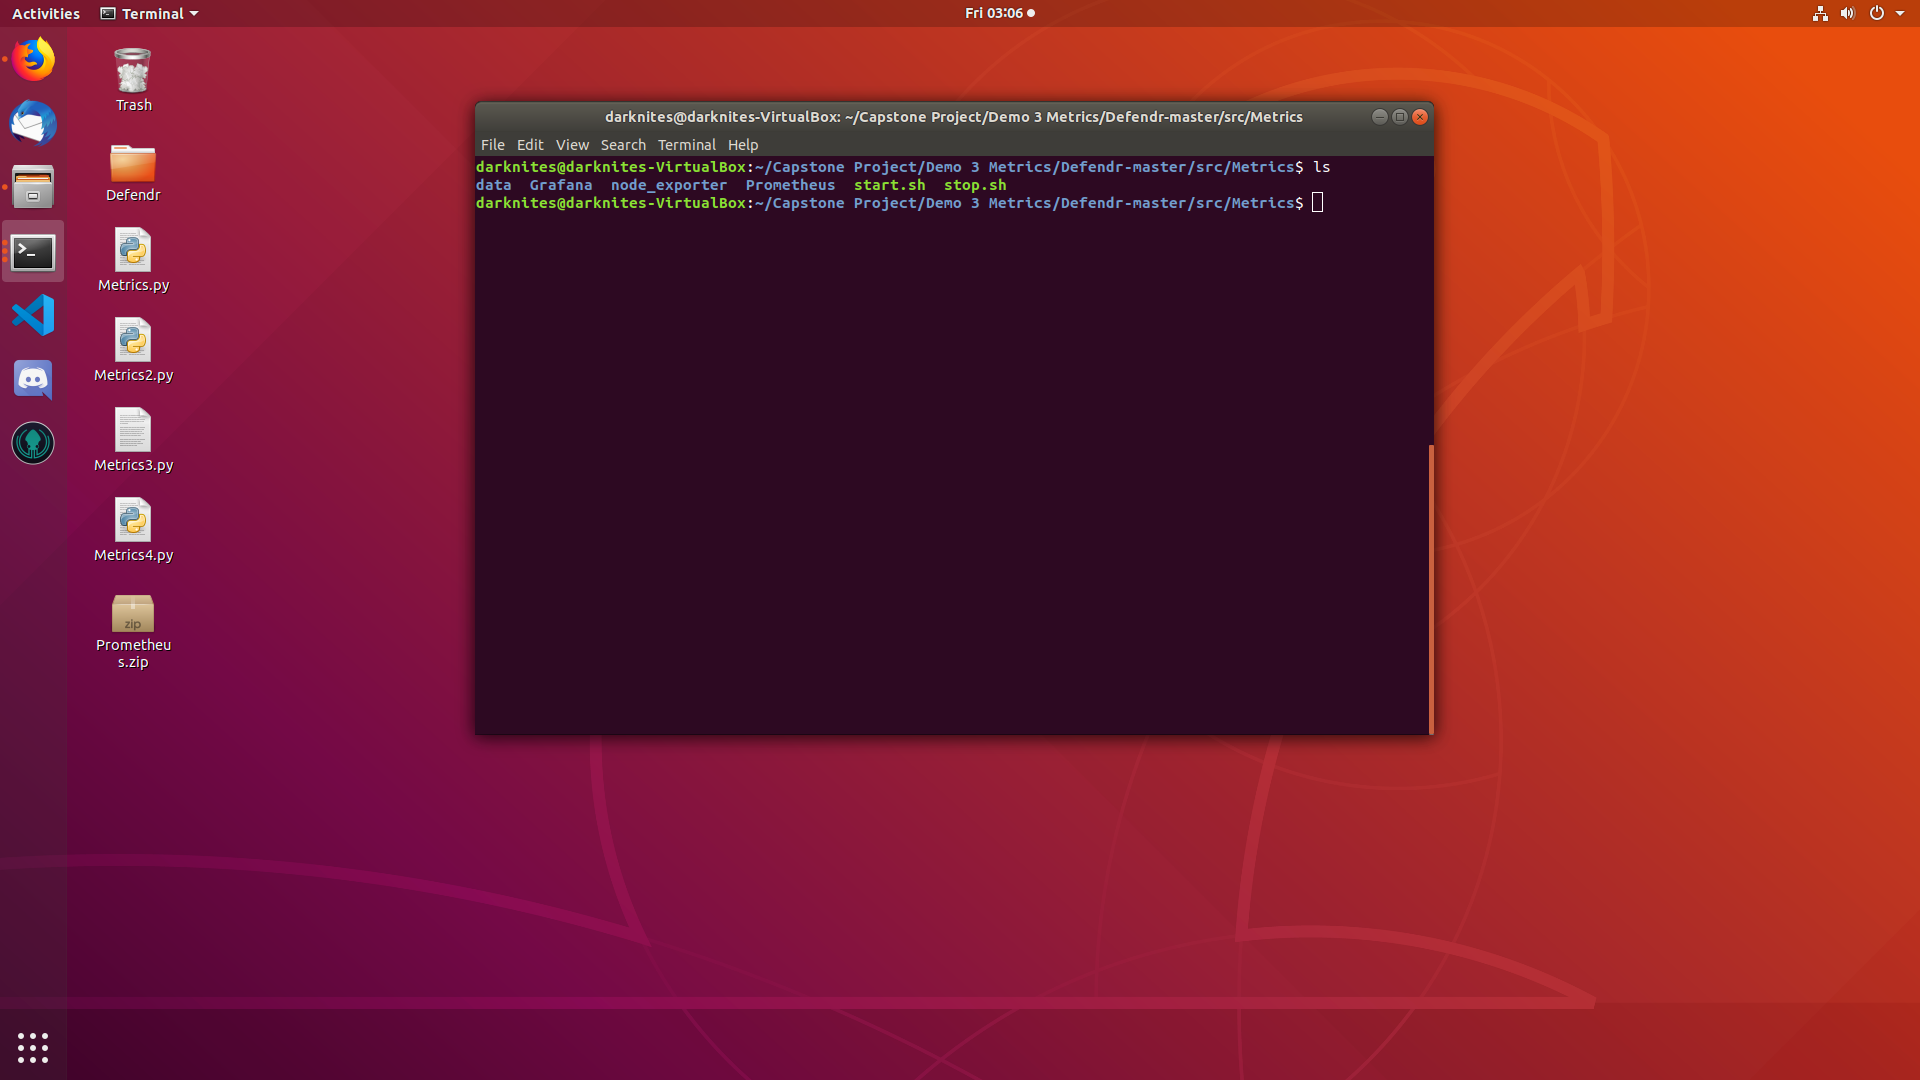 Activities
Terminal
Fri 03:06
Trash
Defendr
Metrics.py
Metrics2.py
Metrics3.py
Metrics4.py
zip
Prometheu
s.zip
darknites@darknites-VirtualBox: ~/Capstone Project/Demo 3 Metrics/Defendr-master/src/Metrics
File Edit View Search Terminal Help
darknites@darknites-VirtualBox:~/Capstone Project/Demo 3 Metrics/Defendr-master/src/Metrics$ ls
data Grafana node_exporter Prometheus start.sh stop.sh
darknites@darknites-VirtualBox:~/Capstone Project/Demo 3 Metrics/Defendr-master/src/Metrics$